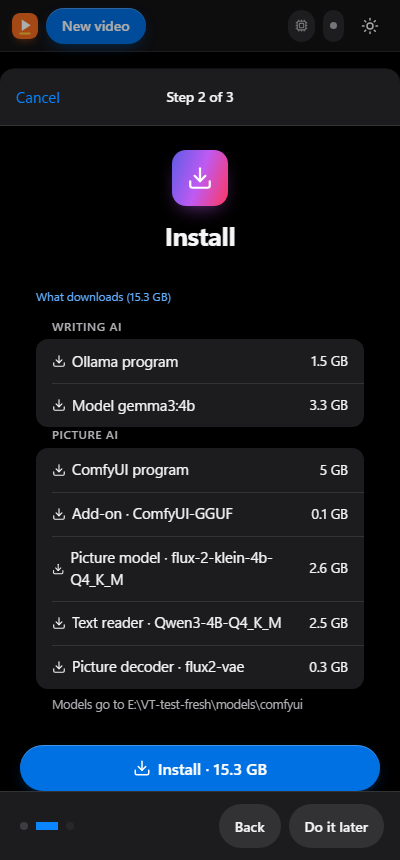 New video
Cancel
Step 2 of 3
Install
What downloads (15.3 GB)
WRITING AI
Ollama program 1.5 GB
Model gemma3:4b 3.3 GB
PICTURE AI
ComfyUI program 5 GB
Add-on · ComfyUI-GGUF 0.1 GB
Picture model · flux-2-klein-4b-
Q4_K_M 2.6 GB
Text reader · Qwen3-4B-Q4_K_M 2.5 GB
Picture decoder · flux2-vae 0.3 GB
Models go to E:\VT-test-fresh\models\comfyui
Install · 15.3 GB
Back
Do it later